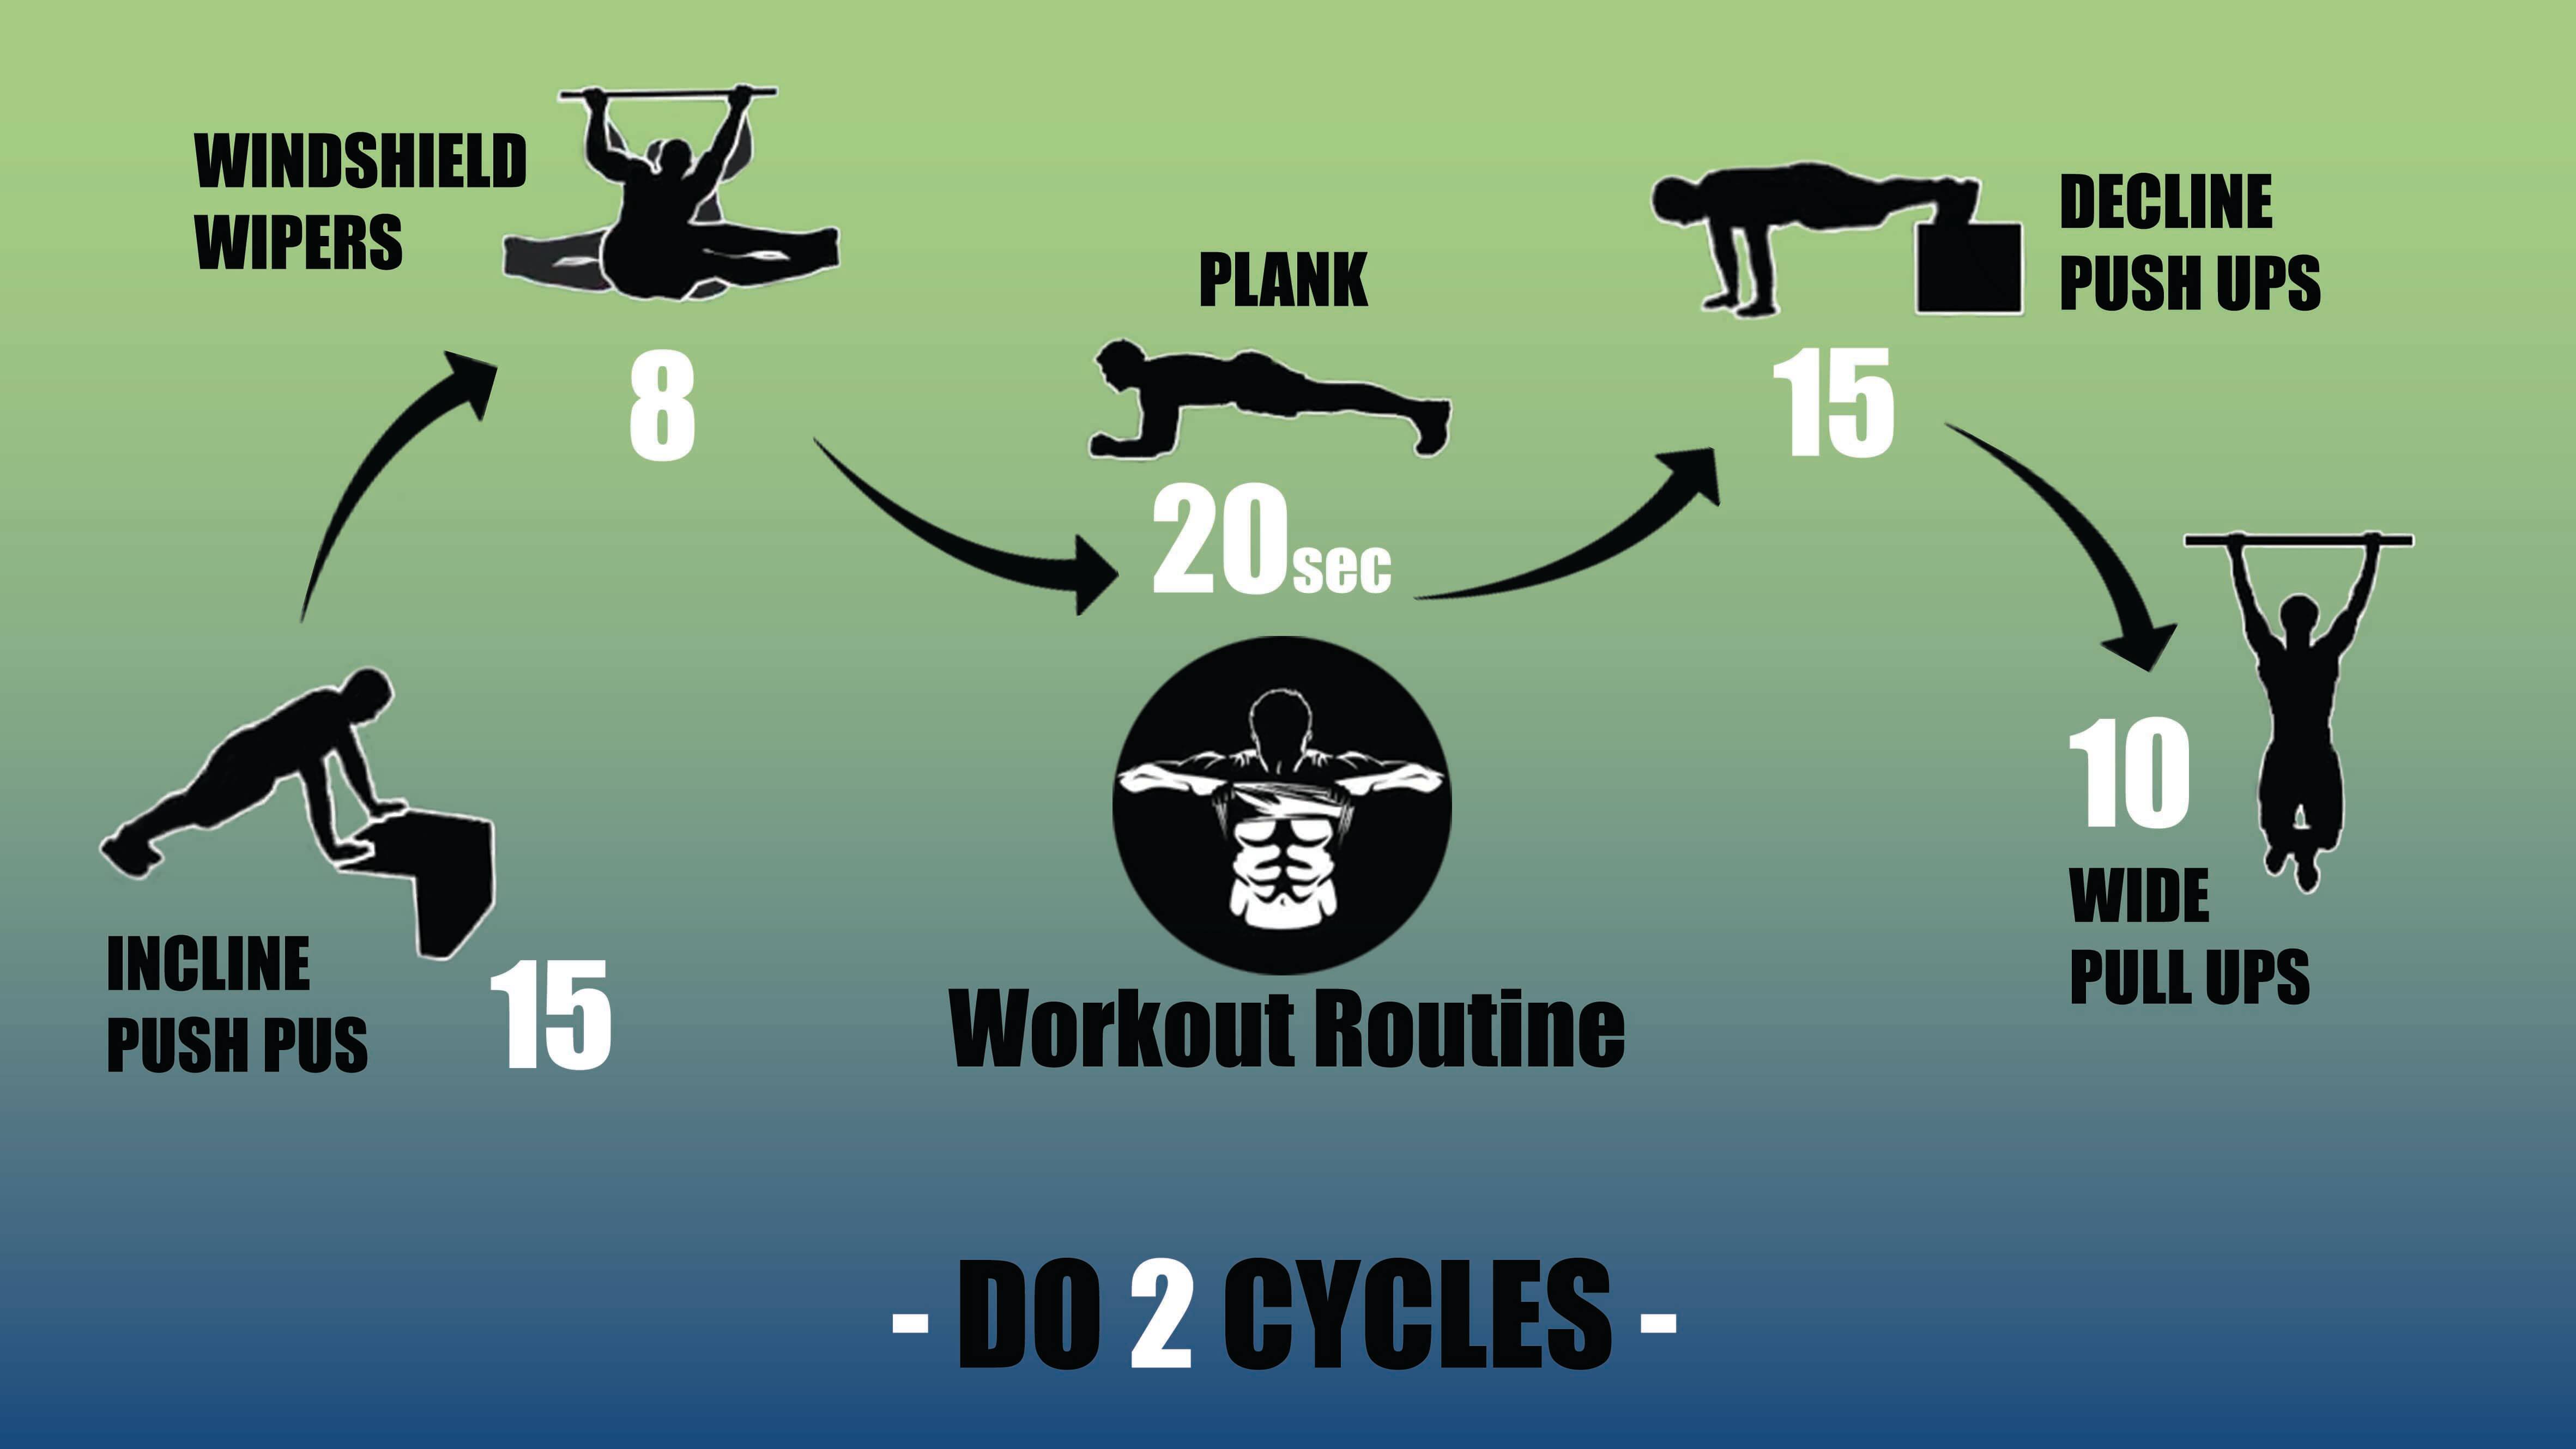 WINDSHIELD
WIPERS
8
PLANK
20sec
DECLINE
PUSH UPS
15
10
WIDE
PULL UPS
INCLINE
PUSH PUS
15
Workout Routine
- DO 2 CYCLES -